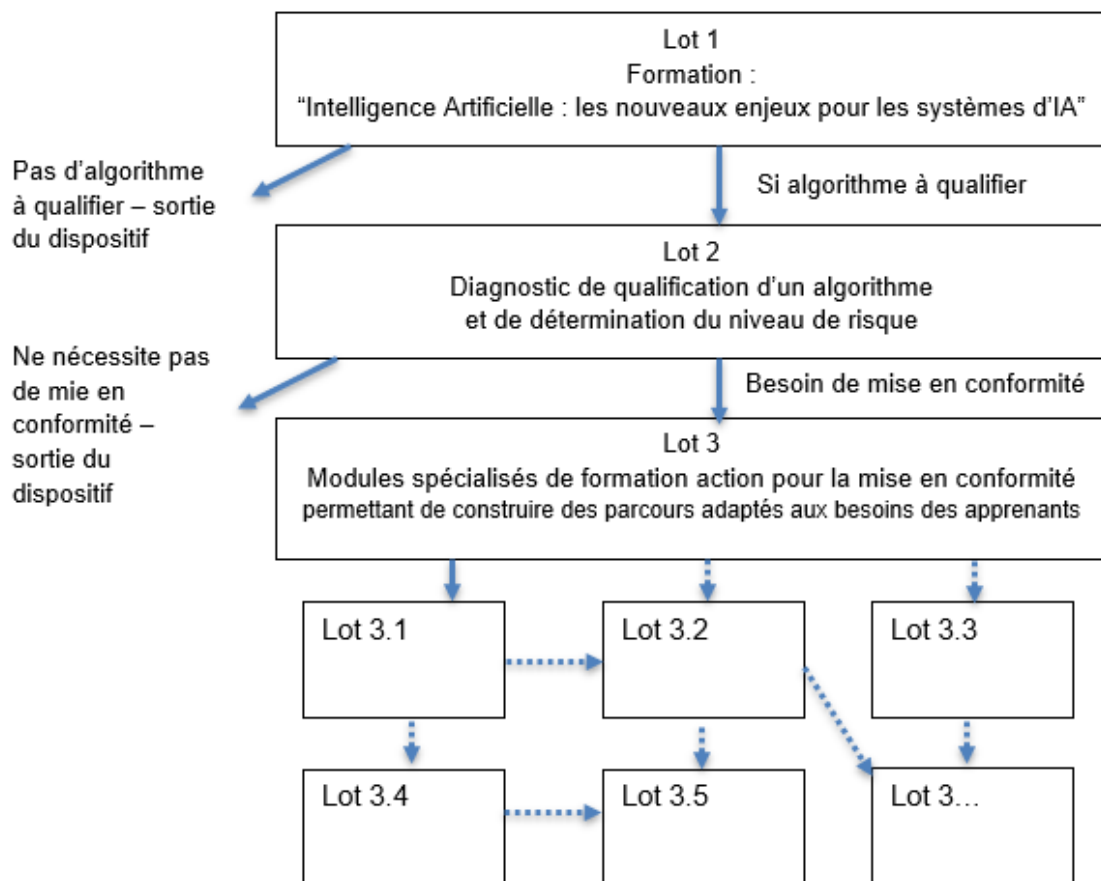 Lot 1
Formation :
“Intelligence Artificielle : les nouveaux enjeux pour les systèmes d’IA”
Pas d’algorithme
à qualifier – sortie
du dispositif
Si algorithme à qualifier
Lot 2
Diagnostic de qualification d’un algorithme
et de détermination du niveau de risque
Ne nécessite pas
de mie en
conformité –
sortie du
dispositif
Besoin de mise en conformité
Lot 3
Modules spécialisés de formation action pour la mise en conformité
permettant de construire des parcours adaptés aux besoins des apprenants
Lot 3.1
Lot 3.2
Lot 3.3
Lot 3.4
Lot 3.5
Lot 3…